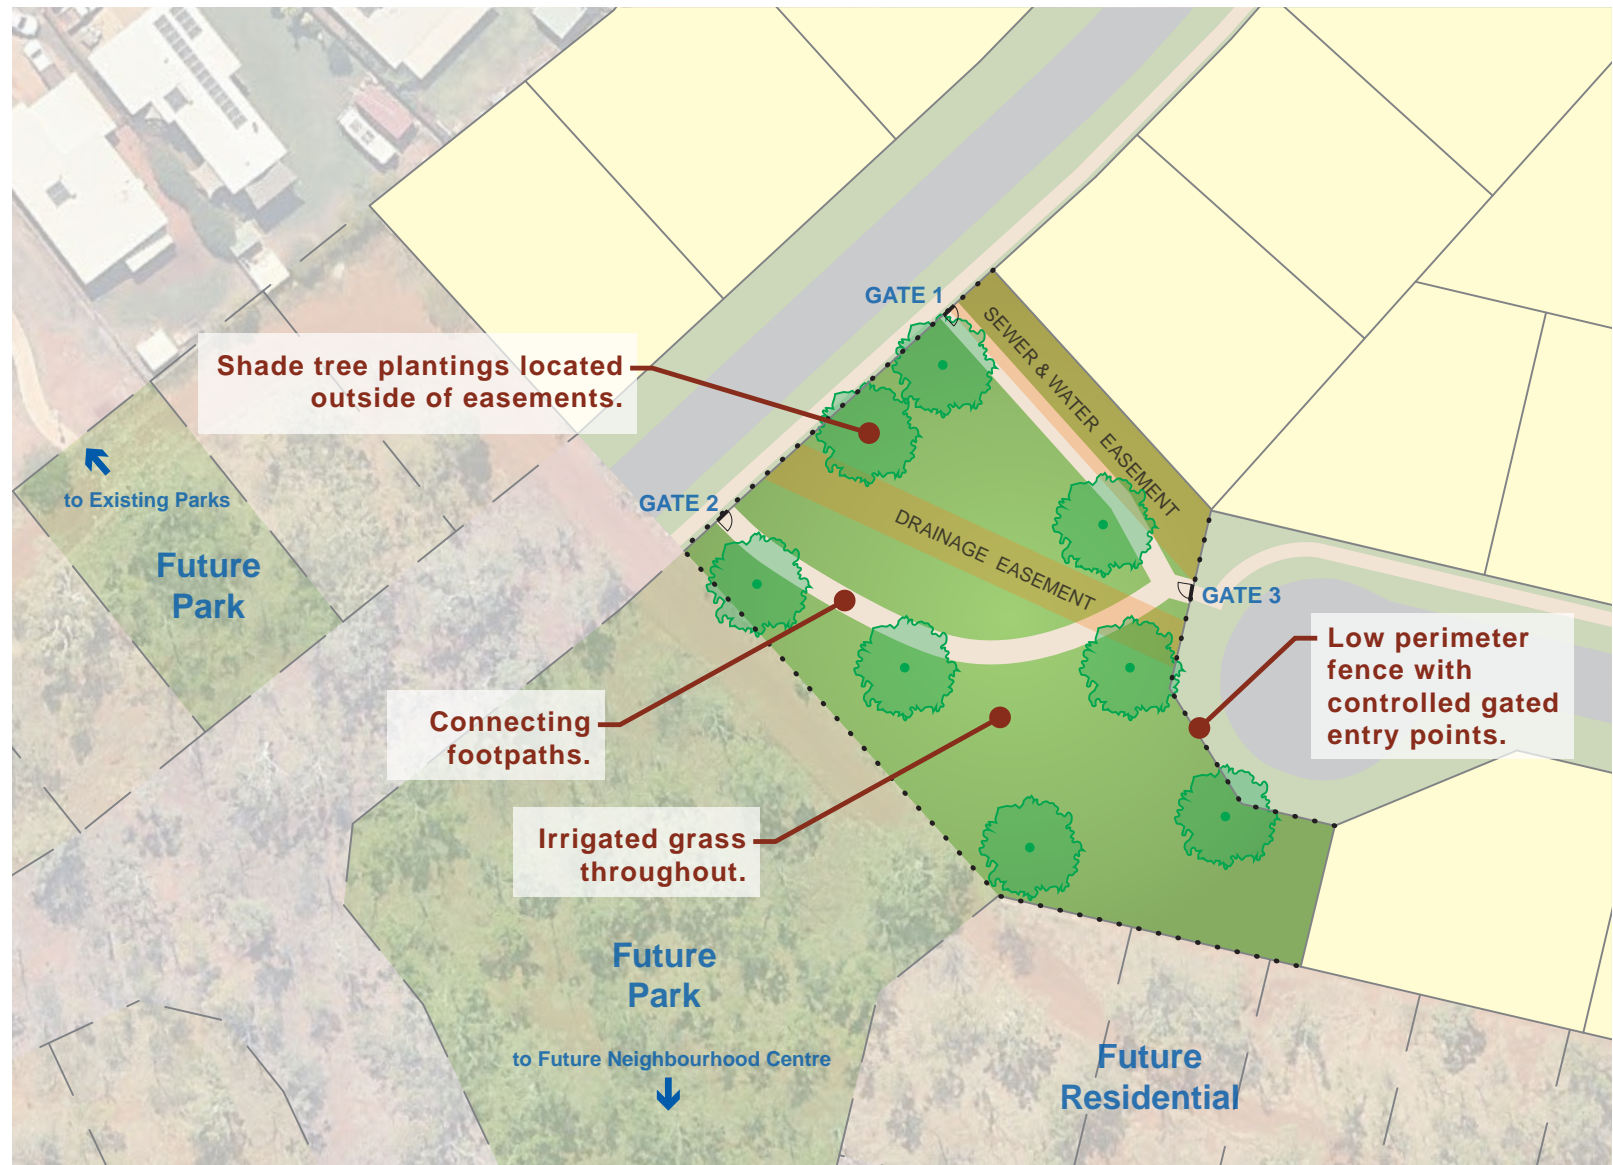 GATE 1
SEWER & WATER EASEMENT
Shade tree plantings located
outside of easements.
to Existing Parks
GATE 2
DRAINAGE EASEMENT
Future
Park
GATE 3
Low perimeter
fence with
controlled gated
entry points.
Connecting
footpaths.
Irrigated grass
throughout.
Future
Park
to Future Neighbourhood Centre
Future
Residential